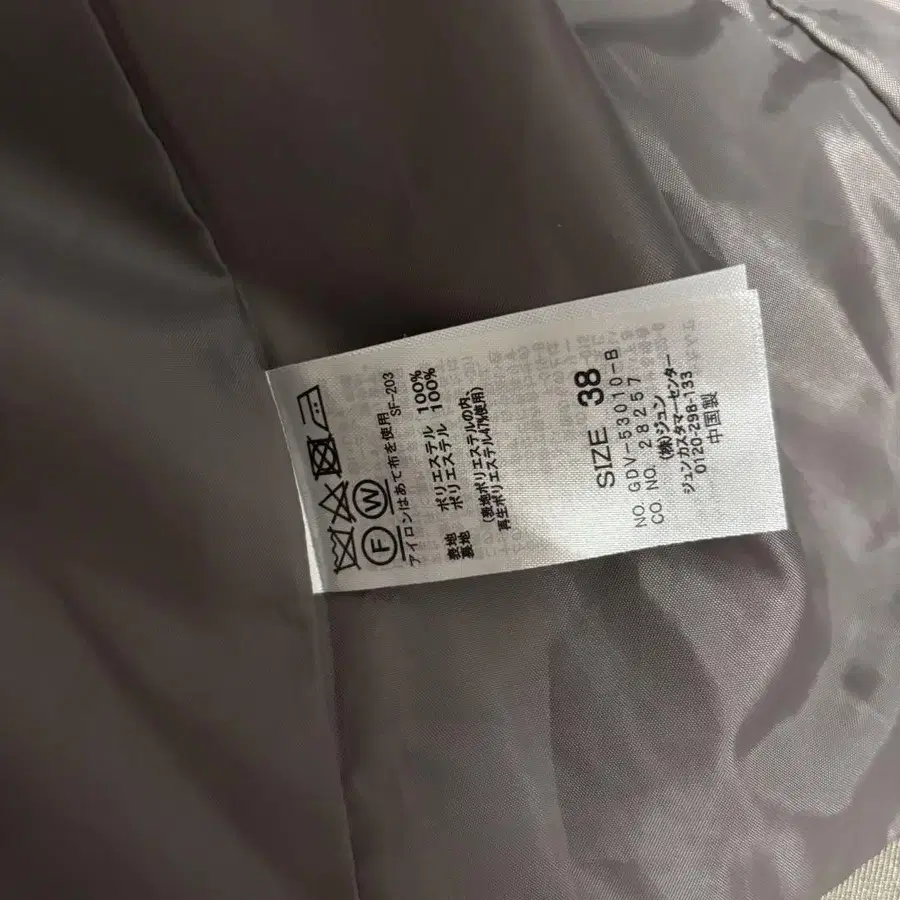 F W
アイロンはあて布を使用
SF-203
表地 ポリエステル 100%
裏地 ポリエステル 100%
(表地ポリエステルの内、
再生ポリエステル47%使用)
SIZE 38
NO. GDV-53010-B
CO. NO. 28257
(株)ジュン
ジュンカスタマーセンター
0120-298-133
中国製